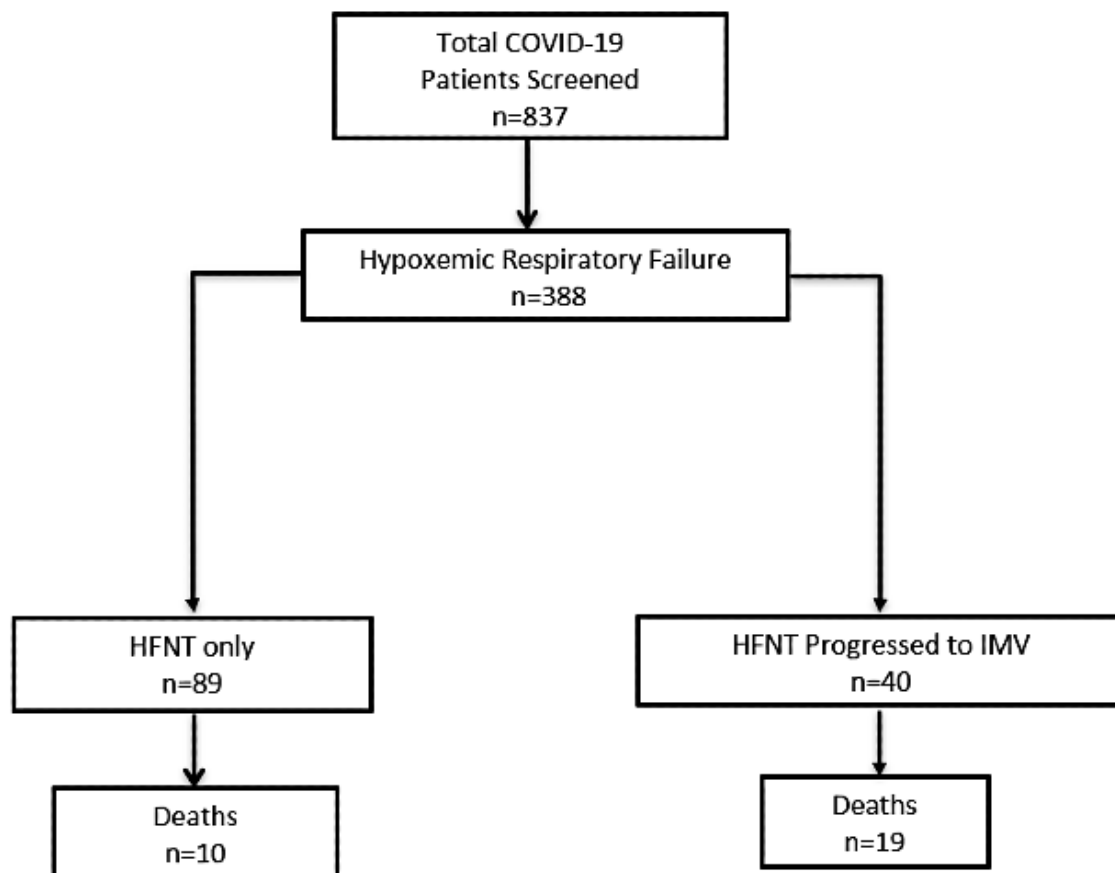 Total COVID-19
Patients Screened
n=837
Hypoxemic Respiratory Failure
n=388
HFNT only
n=89
HFNT Progressed to IMV
n=40
Deaths
n=10
Deaths
n=19